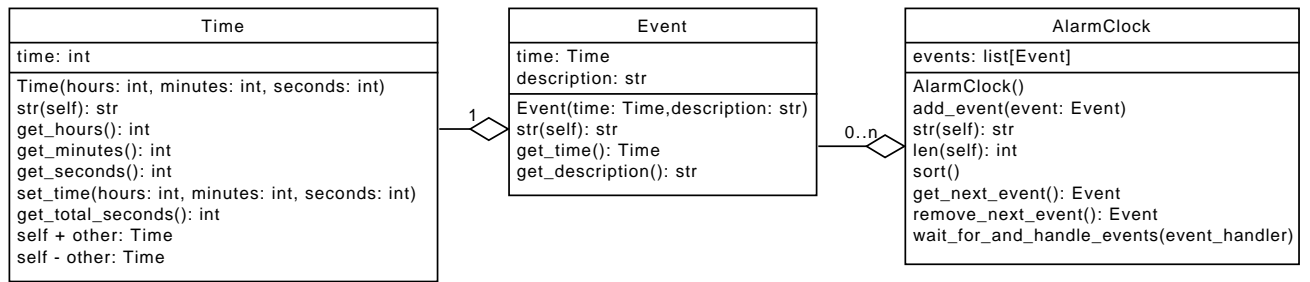 Time
time: int
Time(hours: int, minutes: int, seconds: int)
str(self): str
get_hours(): int
get_minutes(): int
get_seconds(): int
set_time(hours: int, minutes: int, seconds: int)
get_total_seconds(): int
self + other: Time
self - other: Time
1
Event
time: Time
description: str
Event(time: Time,description: str)
str(self): str
get_time(): Time
get_description(): str
0..n
AlarmClock
events: list[Event]
AlarmClock()
add_event(event: Event)
str(self): str
len(self): int
sort()
get_next_event(): Event
remove_next_event(): Event
wait_for_and_handle_events(event_handler)